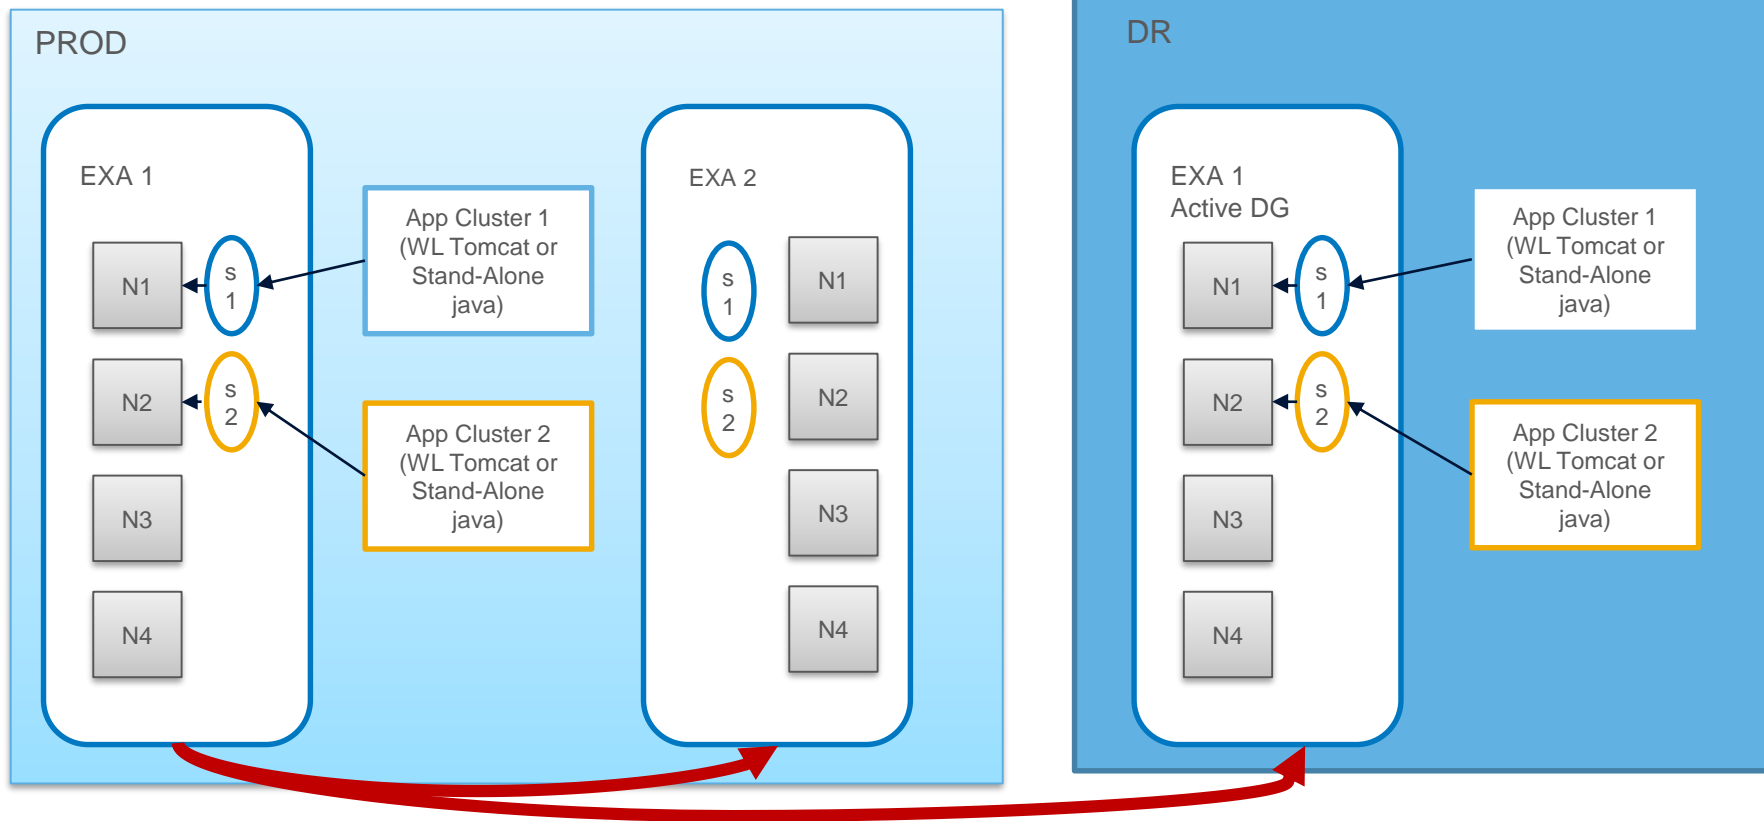 PROD
EXA 1
N1
s
1
N2
s
2
N3
N4
App Cluster 1
(WL Tomcat or
Stand-Alone
java)
App Cluster 2
(WL Tomcat or
Stand-Alone
java)
EXA 2
s
1
N1
s
2
N2
N3
N4
DR
EXA 1
Active DG
N1
s
1
N2
s
2
N3
N4
App Cluster 1
(WL Tomcat or
Stand-Alone
java)
App Cluster 2
(WL Tomcat or
Stand-Alone
java)